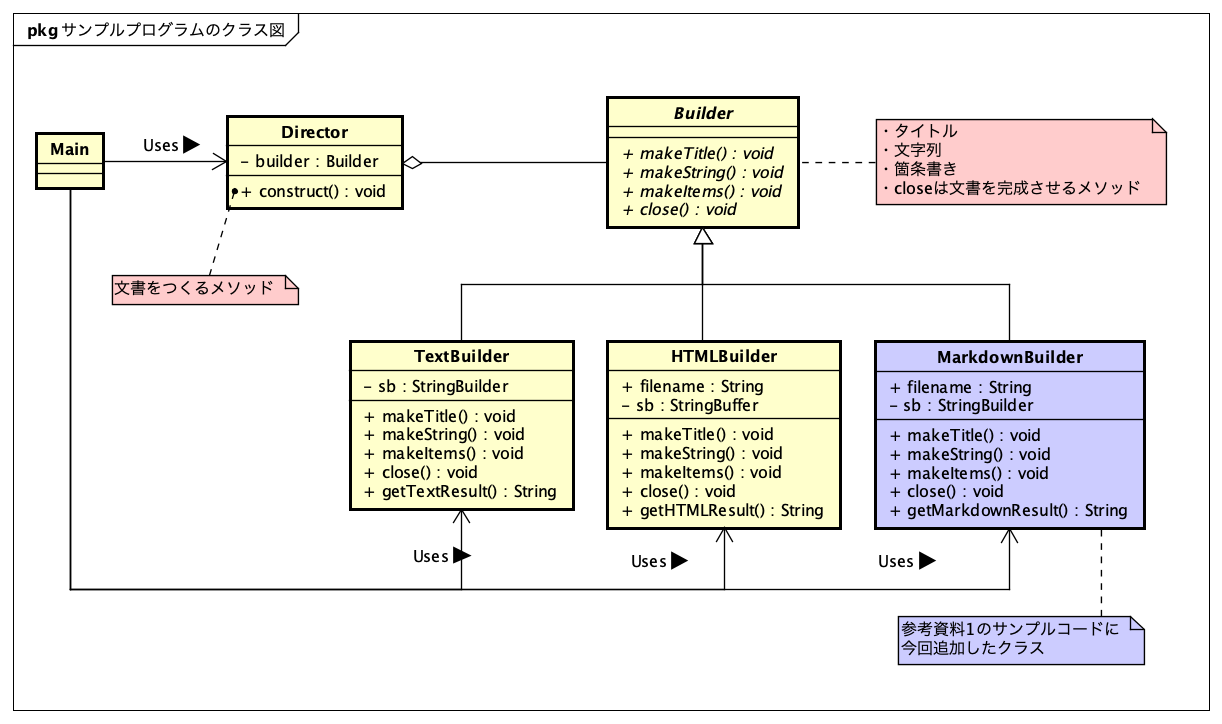 pkg サンプルプログラムのクラス図
Main
Uses ▶
Director
- builder : Builder
+ construct() : void
文書をつくるメソッド
Builder
+ makeTitle() : void
+ makeString() : void
+ makeItems() : void
+ close() : void
・タイトル
・文字列
・箇条書き
・closeは文書を完成させるメソッド
TextBuilder
- sb : StringBuilder
+ makeTitle() : void
+ makeString() : void
+ makeItems() : void
+ close() : void
+ getTextResult() : String
HTMLBuilder
+ filename : String
- sb : StringBuffer
+ makeTitle() : void
+ makeString() : void
+ makeItems() : void
+ close() : void
+ getHTMLResult() : String
MarkdownBuilder
+ filename : String
- sb : StringBuilder
+ makeTitle() : void
+ makeString() : void
+ makeItems() : void
+ close() : void
+ getMarkdownResult() : String
Uses ▶
Uses ▶
Uses ▶
参考資料1のサンプルコードに
今回追加したクラス